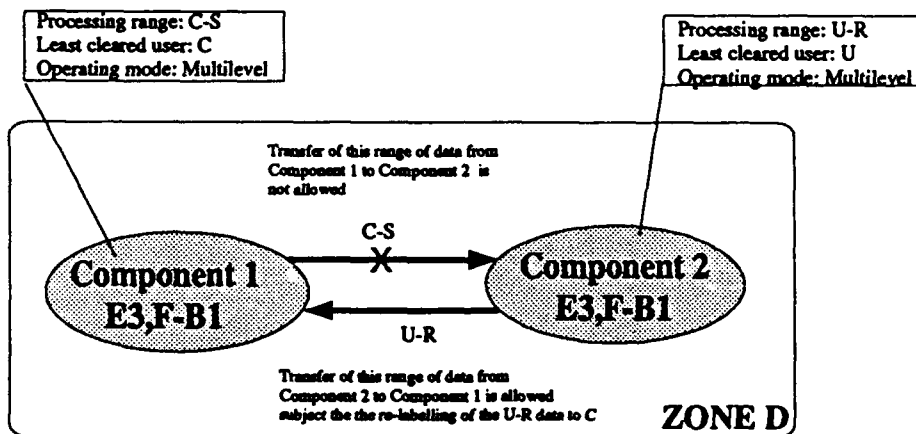 Processing range: C-S
Least cleared user: C
Operating mode: Multilevel
Processing range: U-R
Least cleared user: U
Operating mode: Multilevel
Transfer of this range of data from
Component 1 to Component 2 is
not allowed
C-S
X
Component 1
E3,F-B1
Component 2
E3,F-B1
U-R
Transfer of this range of data from
Component 2 to Component 1 is allowed
subject the the re-labelling of the U-R data to C
ZONE D